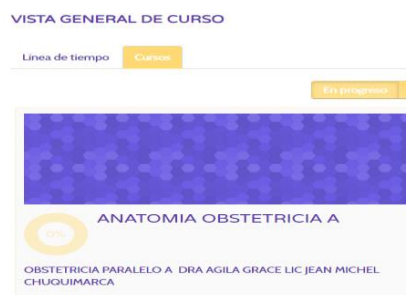 VISTA GENERAL DE CURSO
Línea de tiempo Cursos
En progreso
ANATOMIA OBSTETRICIA A
0%
OBSTETRICIA PARALELO A DRA AGILA GRACE LIC JEAN MICHEL
CHUQUIMARCA